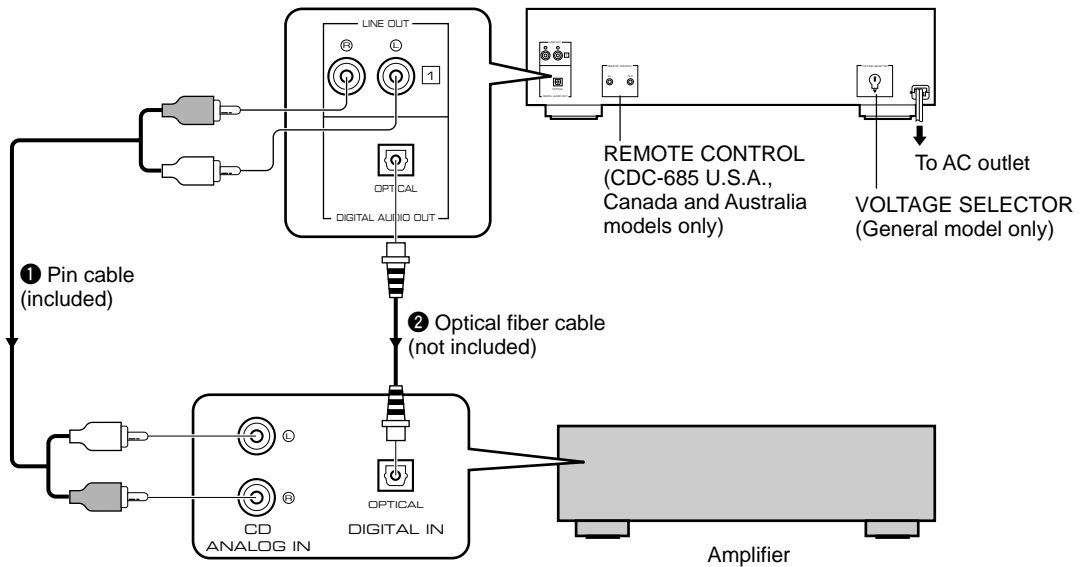 LINE OUT
R L
1
OPTICAL
DIGITAL AUDIO OUT
REMOTE CONTROL
(CDC-685 U.S.A.,
Canada and Australia
models only)
To AC outlet
VOLTAGE SELECTOR
(General model only)
❶ Pin cable
(included)
❷ Optical fiber cable
(not included)
L
R
OPTICAL
CD
ANALOG IN
DIGITAL IN
Amplifier